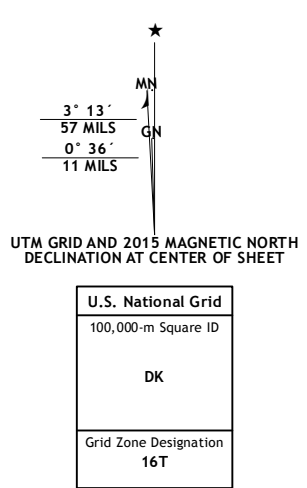 MN
3° 13´
57 MILS
GN
0° 36´
11 MILS
UTM GRID AND 2015 MAGNETIC NORTH
DECLINATION AT CENTER OF SHEET
U.S. National Grid
100,000-m Square ID
DK
Grid Zone Designation
16T